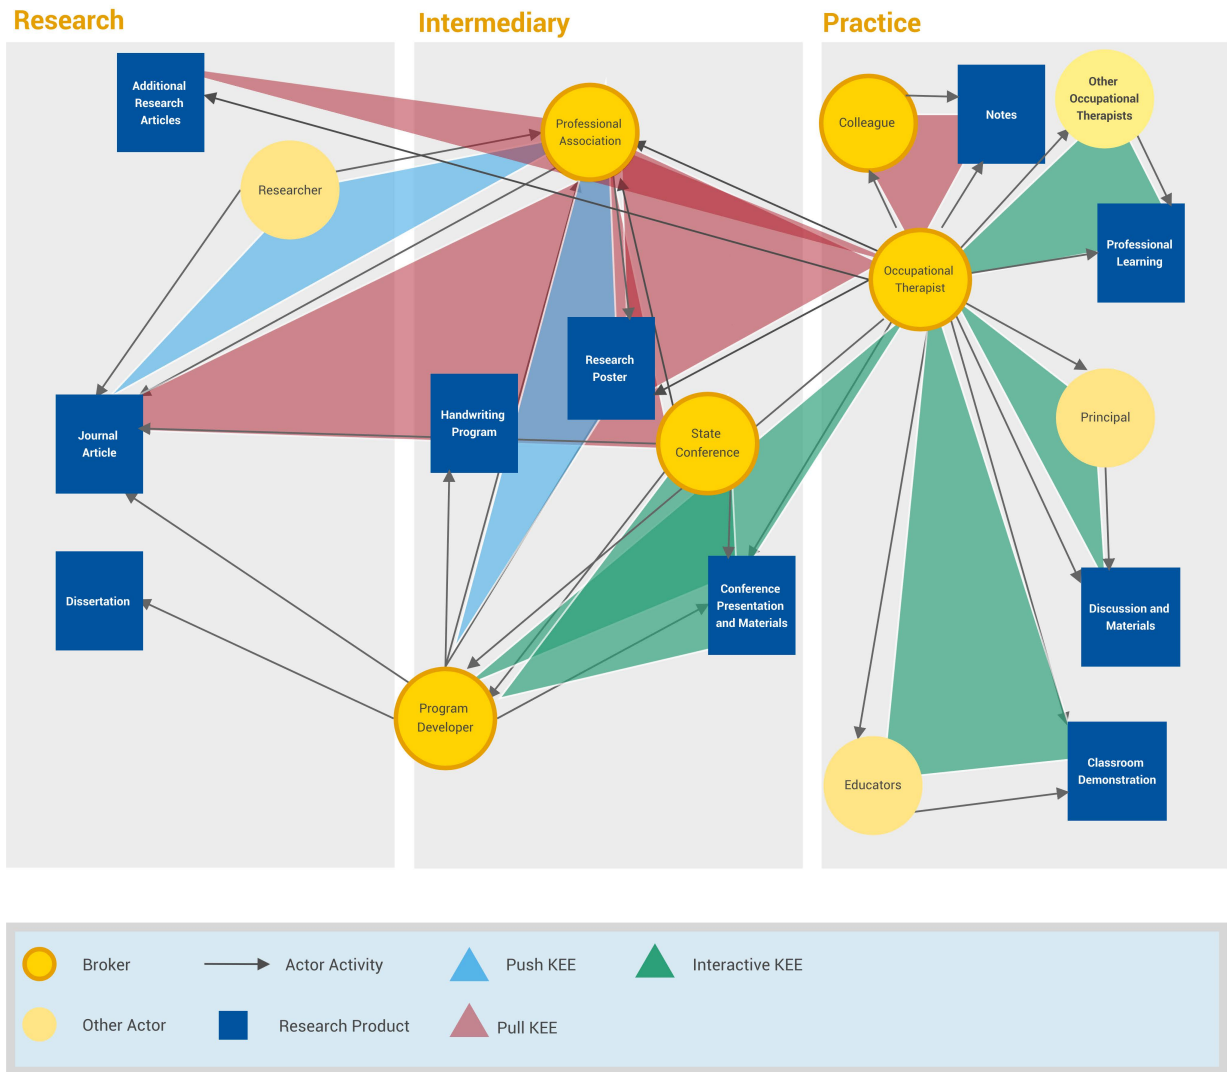 Research
Intermediary
Practice
Additional
Research
Articles
Researcher
Journal
Article
Dissertation
Professional
Association
Research
Poster
Handwriting
Program
State
Conference
Conference
Presentation
and Materials
Program
Developer
Colleague
Notes
Other
Occupational
Therapists
Professional
Learning
Occupational
Therapist
Principal
Discussion and
Materials
Educators
Classroom
Demonstration
Broker
Actor Activity
Push KEE
Interactive KEE
Other Actor
Research Product
Pull KEE